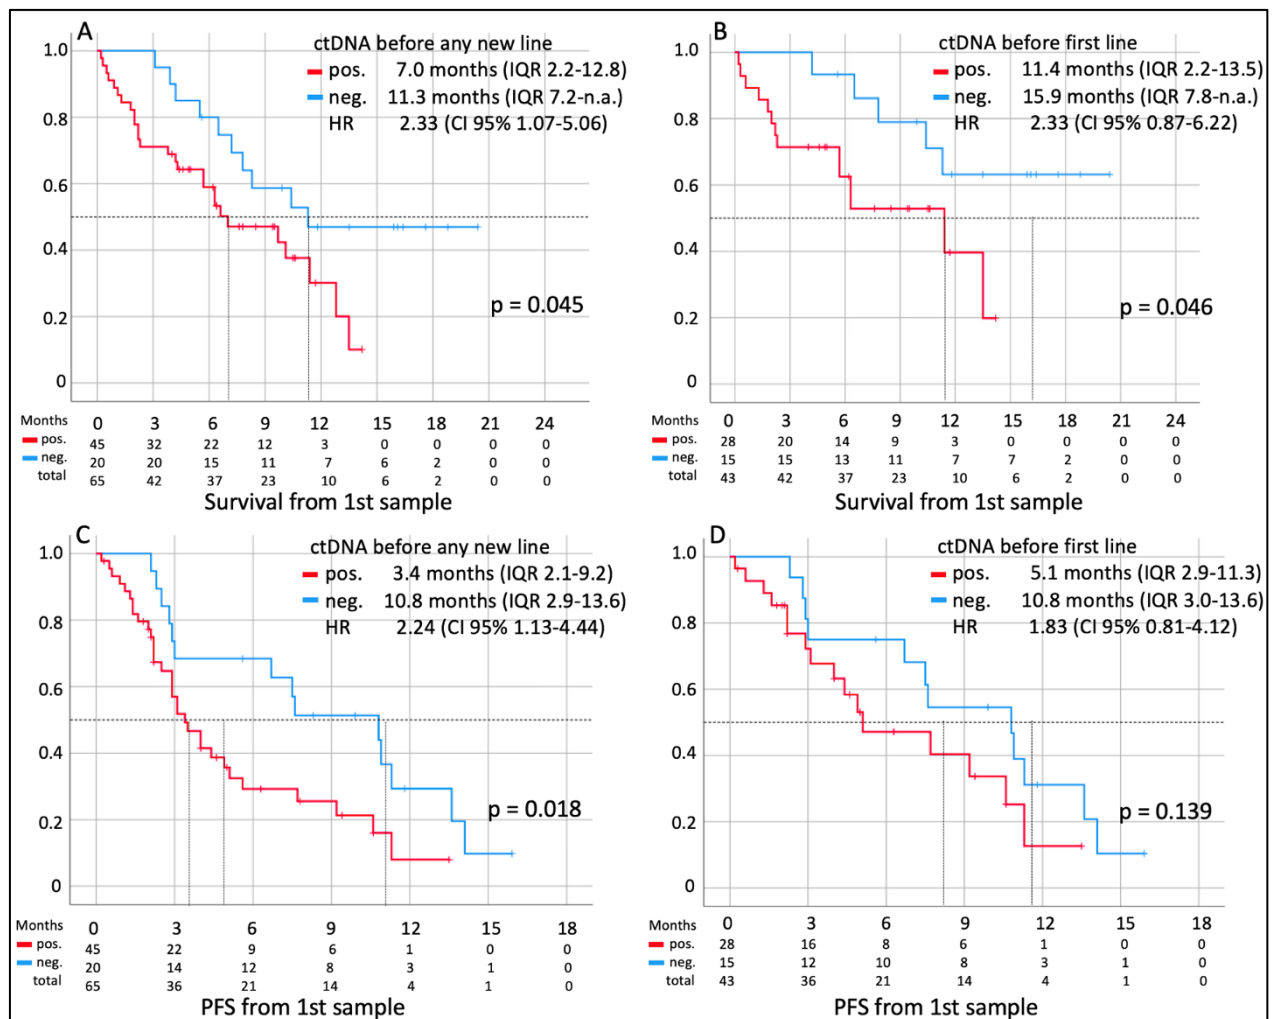 A
ctDNA before any new line
pos. 7.0 months (IQR 2.2-12.8)
neg. 11.3 months (IQR 7.2-n.a.)
HR 2.33 (CI 95% 1.07-5.06)
1.0
0.8
0.6
0.4
0.2
0
p = 0.045
Months 0 3 6 9 12 15 18 21 24
pos. 45 32 22 12 3 0 0 0 0
neg. 20 20 15 11 7 6 2 0 0
total 65 42 37 23 10 6 2 0 0
Survival from 1st sample
B
ctDNA before first line
pos. 11.4 months (IQR 2.2-13.5)
neg. 15.9 months (IQR 7.8-n.a.)
HR 2.33 (CI 95% 0.87-6.22)
1.0
0.8
0.6
0.4
0.2
0
p = 0.046
Months 0 3 6 9 12 15 18 21 24
pos. 28 20 14 9 3 0 0 0 0
neg. 15 15 13 11 7 7 2 0 0
total 43 42 37 23 10 6 2 0 0
Survival from 1st sample
C
ctDNA before any new line
pos. 3.4 months (IQR 2.1-9.2)
neg. 10.8 months (IQR 2.9-13.6)
HR 2.24 (CI 95% 1.13-4.44)
1.0
0.8
0.6
0.4
0.2
0
p = 0.018
Months 0 3 6 9 12 15 18
pos. 45 22 9 6 1 0 0
neg. 20 14 12 8 3 1 0
total 65 36 21 14 4 1 0
PFS from 1st sample
D
ctDNA before first line
pos. 5.1 months (IQR 2.9-11.3)
neg. 10.8 months (IQR 3.0-13.6)
HR 1.83 (CI 95% 0.81-4.12)
1.0
0.8
0.6
0.4
0.2
0
p = 0.139
Months 0 3 6 9 12 15 18
pos. 28 16 8 6 1 0 0
neg. 15 12 10 8 3 1 0
total 43 36 21 14 4 1 0
PFS from 1st sample